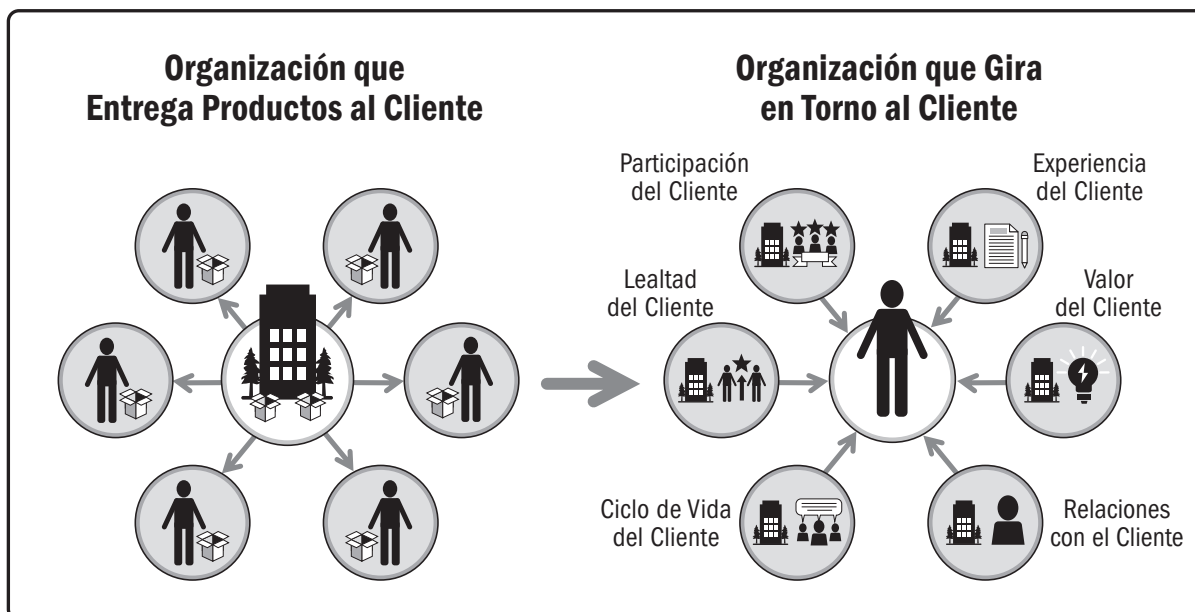 Organización que
Entrega Productos al Cliente
Organización que Gira
en Torno al Cliente
Participación
del Cliente
Experiencia
del Cliente
Lealtad
del Cliente
Valor
del Cliente
Ciclo de Vida
del Cliente
Relaciones
con el Cliente